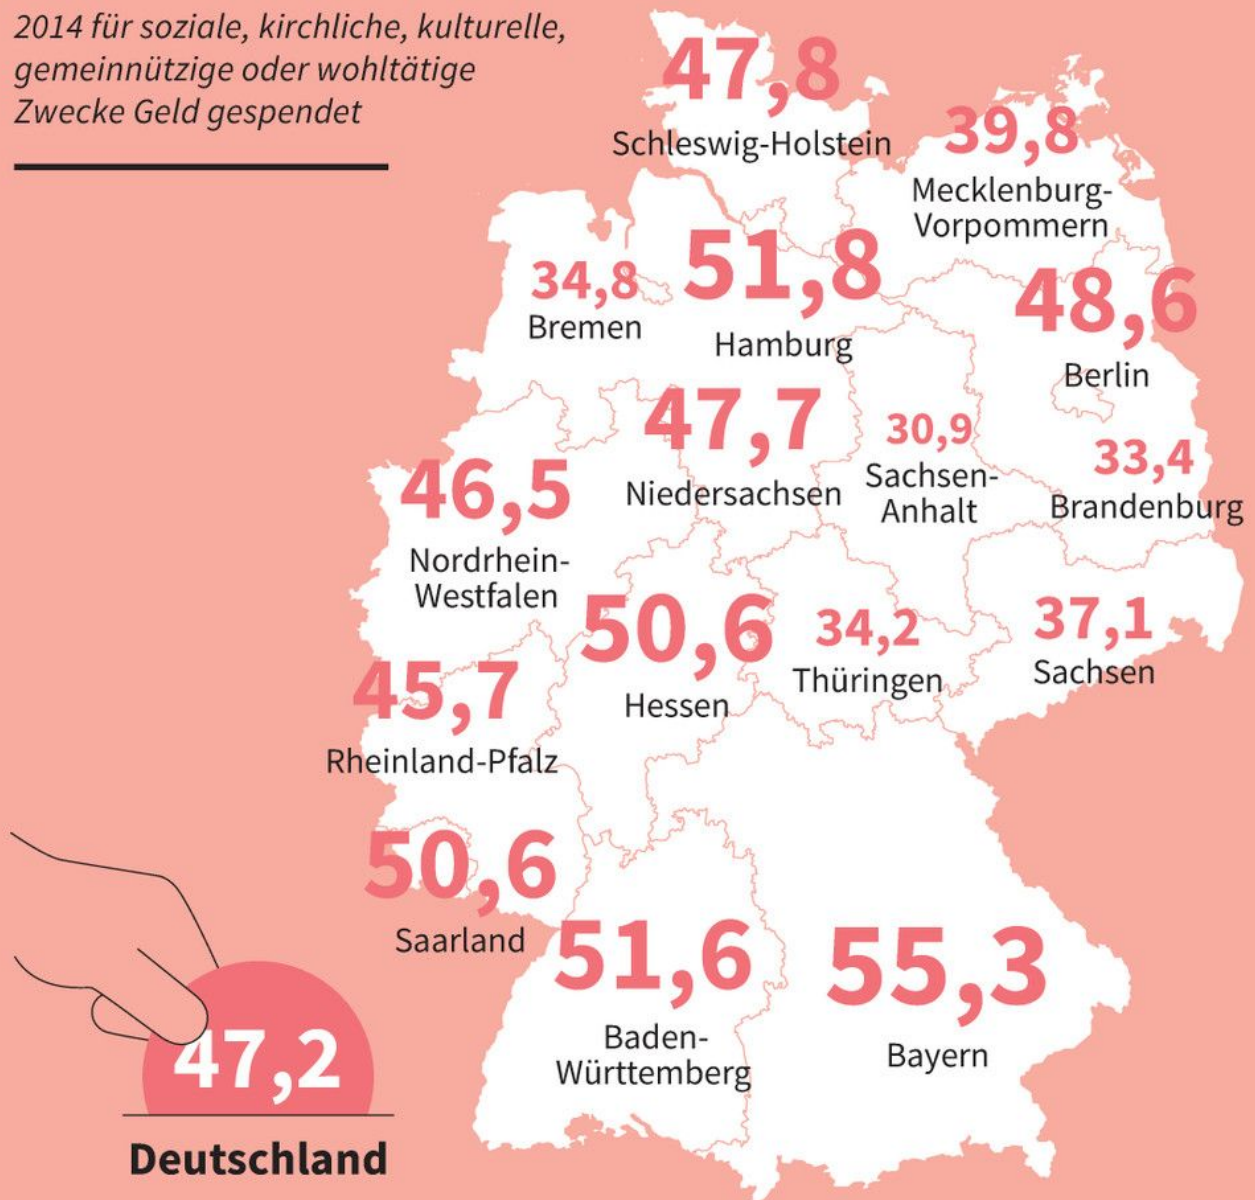 2014 für soziale, kirchliche, kulturelle,
gemeinnützige oder wohltätige
Zwecke Geld gespendet
47,8
Schleswig-Holstein
39,8
Mecklenburg-
Vorpommern
34,8
Bremen
51,8
Hamburg
48,6
Berlin
47,7
Niedersachsen
30,9
Sachsen-
Anhalt
33,4
Brandenburg
46,5
Nordrhein-
Westfalen
50,6
Hessen
34,2
Thüringen
37,1
Sachsen
45,7
Rheinland-Pfalz
50,6
Saarland
51,6
Baden-
Württemberg
55,3
Bayern
47,2
Deutschland